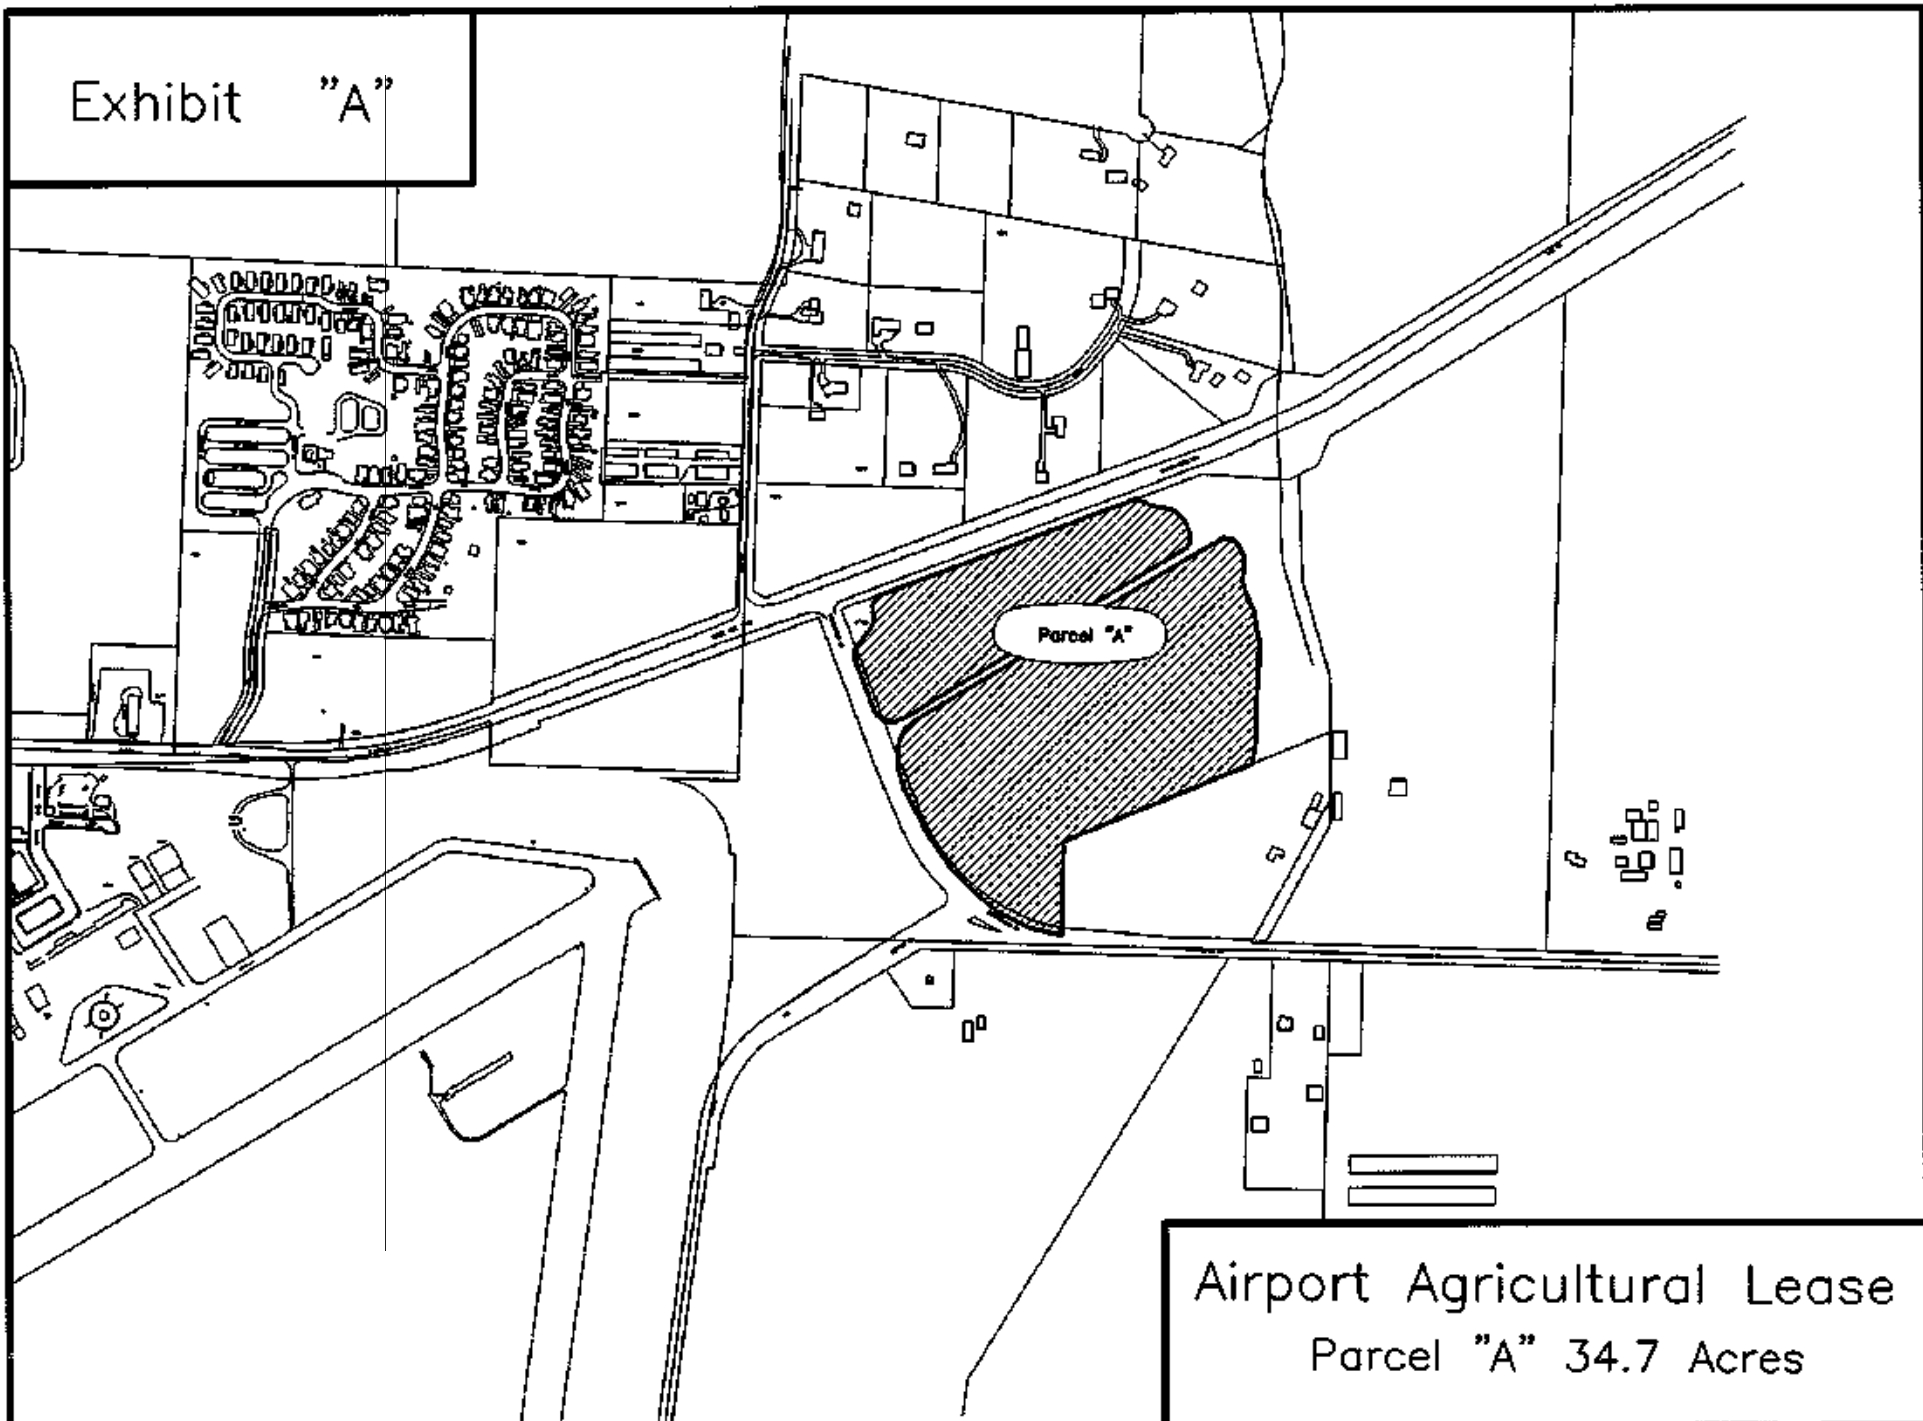 Exhibit "A"
Parcel "A"
Airport Agricultural Lease
Parcel "A" 34.7 Acres